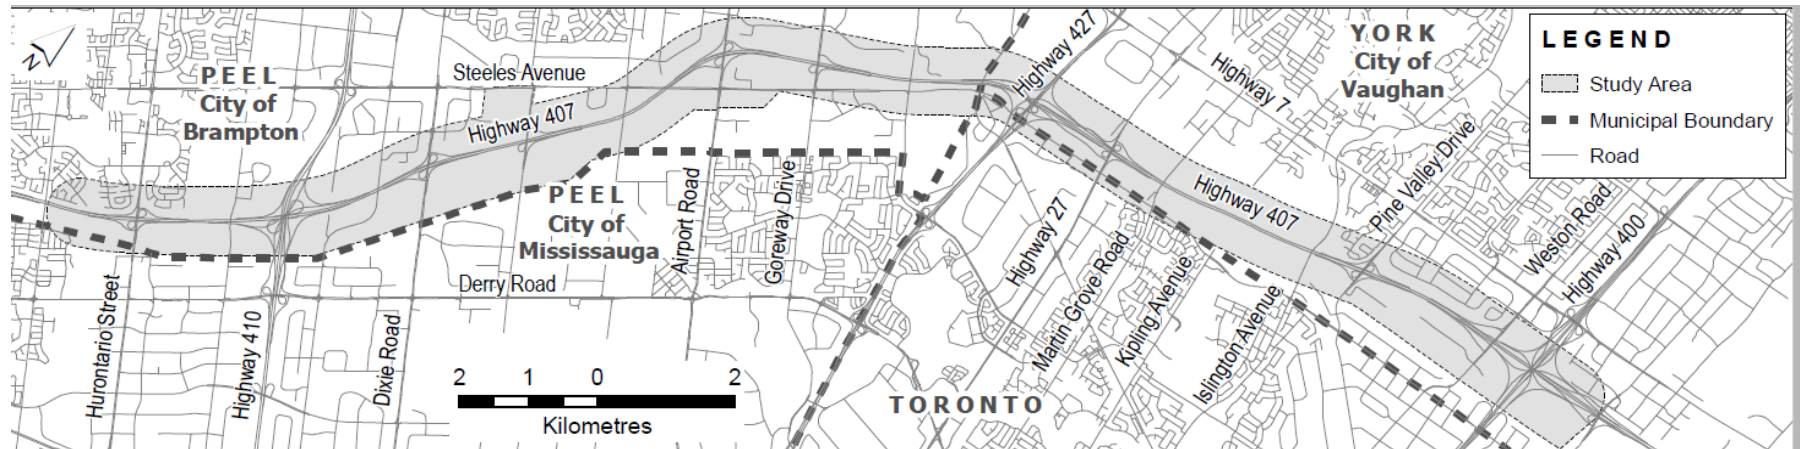 N
PEEL
City of
Brampton
Steeles Avenue
Highway 407
Highway 427
Highway 7
YORK
City of
Vaughan
LEGEND
Study Area
Municipal Boundary
Road
PEEL
City of
Mississauga
Airport Road
Goreway Drive
Derry Road
Hurontario Street
Highway 410
Dixie Road
Highway 27
Martin Grove Road
Kipling Avenue
Islington Avenue
Highway 407
Pine Valley Drive
Weston Road
Highway 400
TORONTO
2 1 0 2
Kilometres